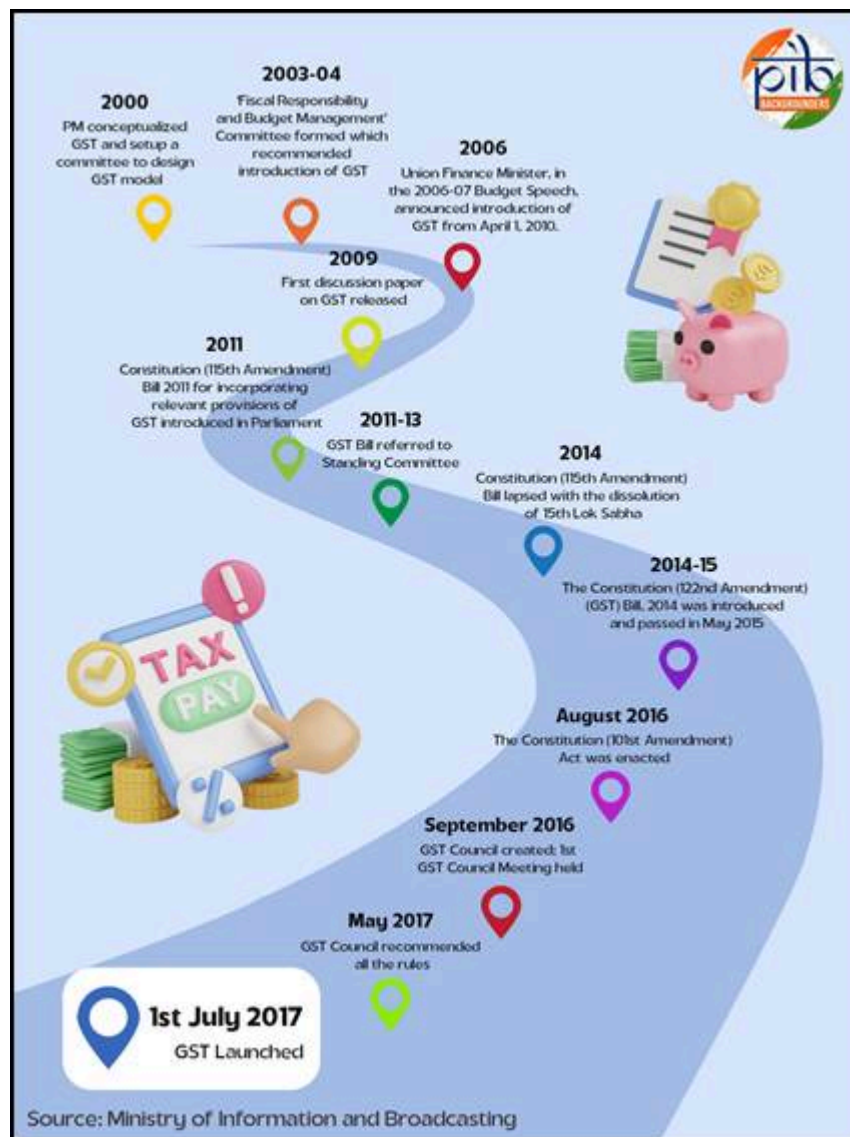 pib
BACKGROUNDERS
2000
PM conceptualized
GST and setup a
committee to design
GST model
2003-04
'Fiscal Responsibility
and Budget Management'
Committee formed which
recommended
introduction of GST
2006
Union Finance Minister, in
the 2006-07 Budget Speech,
announced introduction of
GST from April 1, 2010.
2009
First discussion paper
on GST released
2011
Constitution (115th Amendment)
Bill 2011 for incorporating
relevant provisions of
GST introduced in Parliament
2011-13
GST Bill referred to
Standing Committee
2014
Constitution (115th Amendment)
Bill lapsed with the dissolution
of 15th Lok Sabha
2014-15
The Constitution (122nd Amendment)
(GST) Bill, 2014 was introduced
and passed in May 2015
TAX
PAY
%
August 2016
The Constitution (101st Amendment)
Act was enacted
September 2016
GST Council created; 1st
GST Council Meeting held
May 2017
GST Council recommended
all the rules
1st July 2017
GST Launched
Source: Ministry of Information and Broadcasting